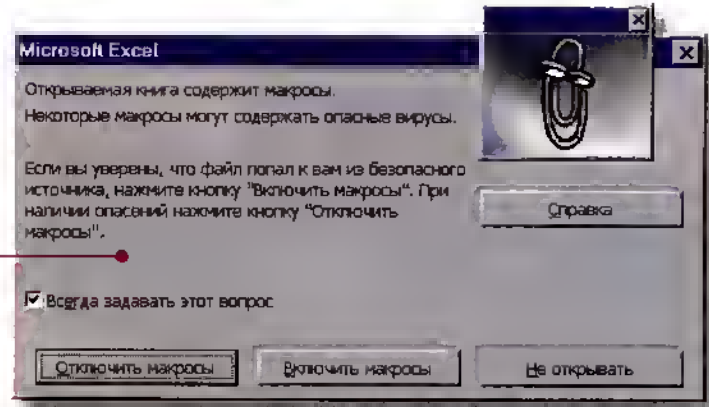 Microsoft Excel
Открываемая книга содержит макросы.
Некоторые макросы могут содержать опасные вирусы.
Если вы уверены, что файл попал к вам из безопасного
источника, нажмите кнопку "Включить макросы". При
наличии опасений нажмите кнопку "Отключить
макросы".
Справка
Всегда задавать этот вопрос
Отключить макросы
Включить макросы
Не открывать